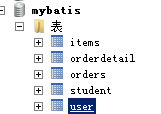 mybatis
表
items
orderdetail
orders
student
user